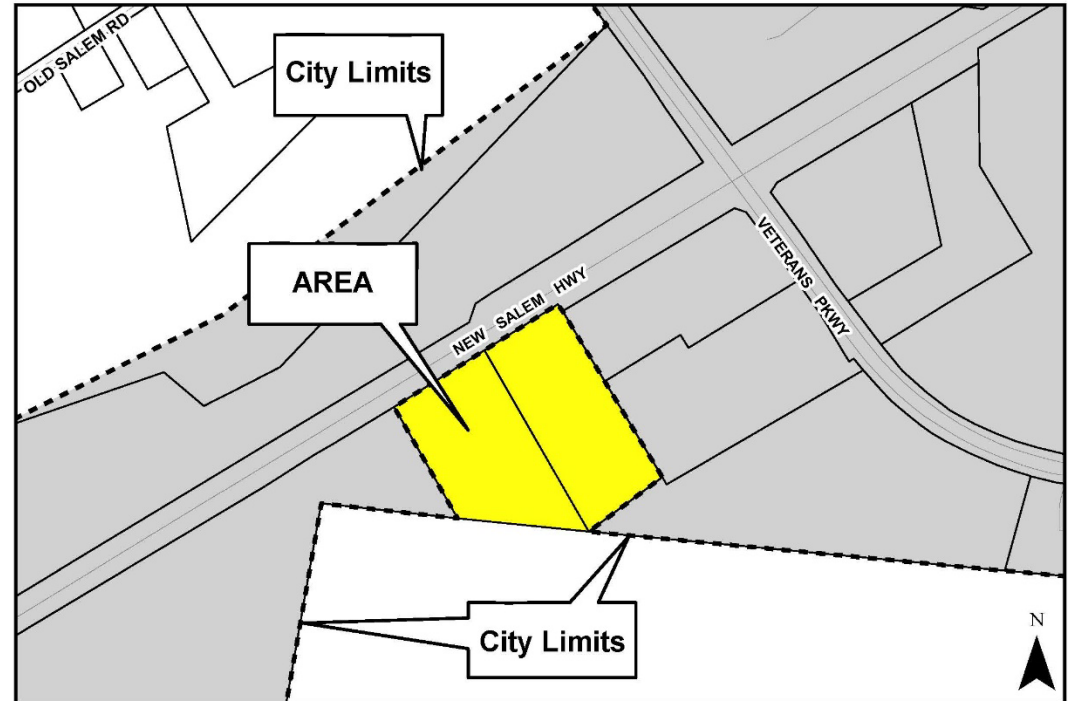 OLD SALEM RD
City Limits
AREA
NEW SALEM HWY
VETERANS PKWY
City Limits
N